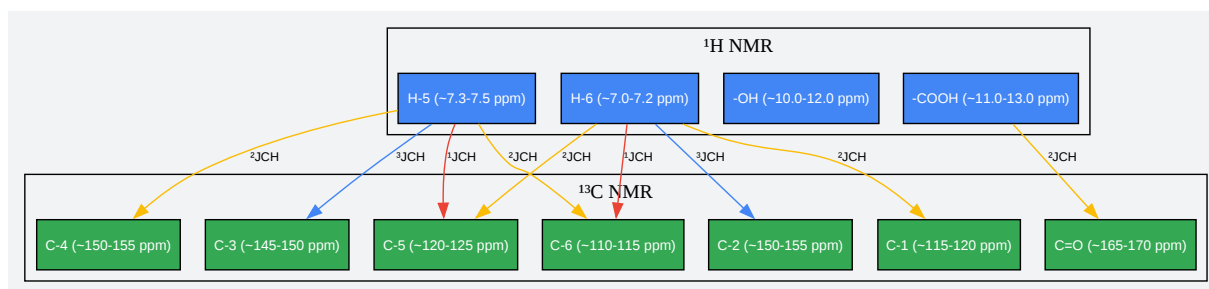 ¹H NMR
H-5 (~7.3-7.5 ppm)
H-6 (~7.0-7.2 ppm)
-OH (~10.0-12.0 ppm)
-COOH (~11.0-13.0 ppm)
²JCH
³JCH
¹JCH
²JCH
²JCH
¹JCH
³JCH
²JCH
²JCH
¹³C NMR
C-4 (~150-155 ppm)
C-3 (~145-150 ppm)
C-5 (~120-125 ppm)
C-6 (~110-115 ppm)
C-2 (~150-155 ppm)
C-1 (~115-120 ppm)
C=O (~165-170 ppm)